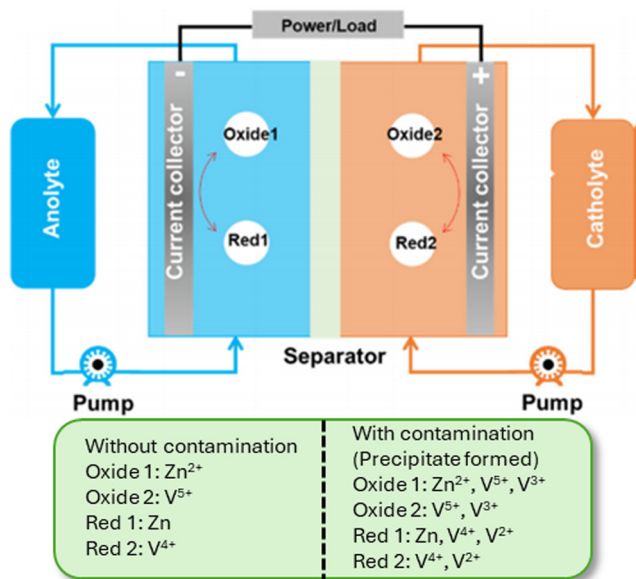 Power/Load
-
+
Anolyte
Current collector
Oxide1
Red1
Oxide2
Red2
Current collector
Catholyte
Separator
Pump
Pump
Without contamination
Oxide 1: Zn²⁺
Oxide 2: V⁵⁺
Red 1: Zn
Red 2: V⁴⁺
With contamination
(Precipitate formed)
Oxide 1: Zn²⁺, V⁵⁺, V³⁺
Oxide 2: V⁵⁺, V³⁺
Red 1: Zn, V⁴⁺, V²⁺
Red 2: V⁴⁺, V²⁺